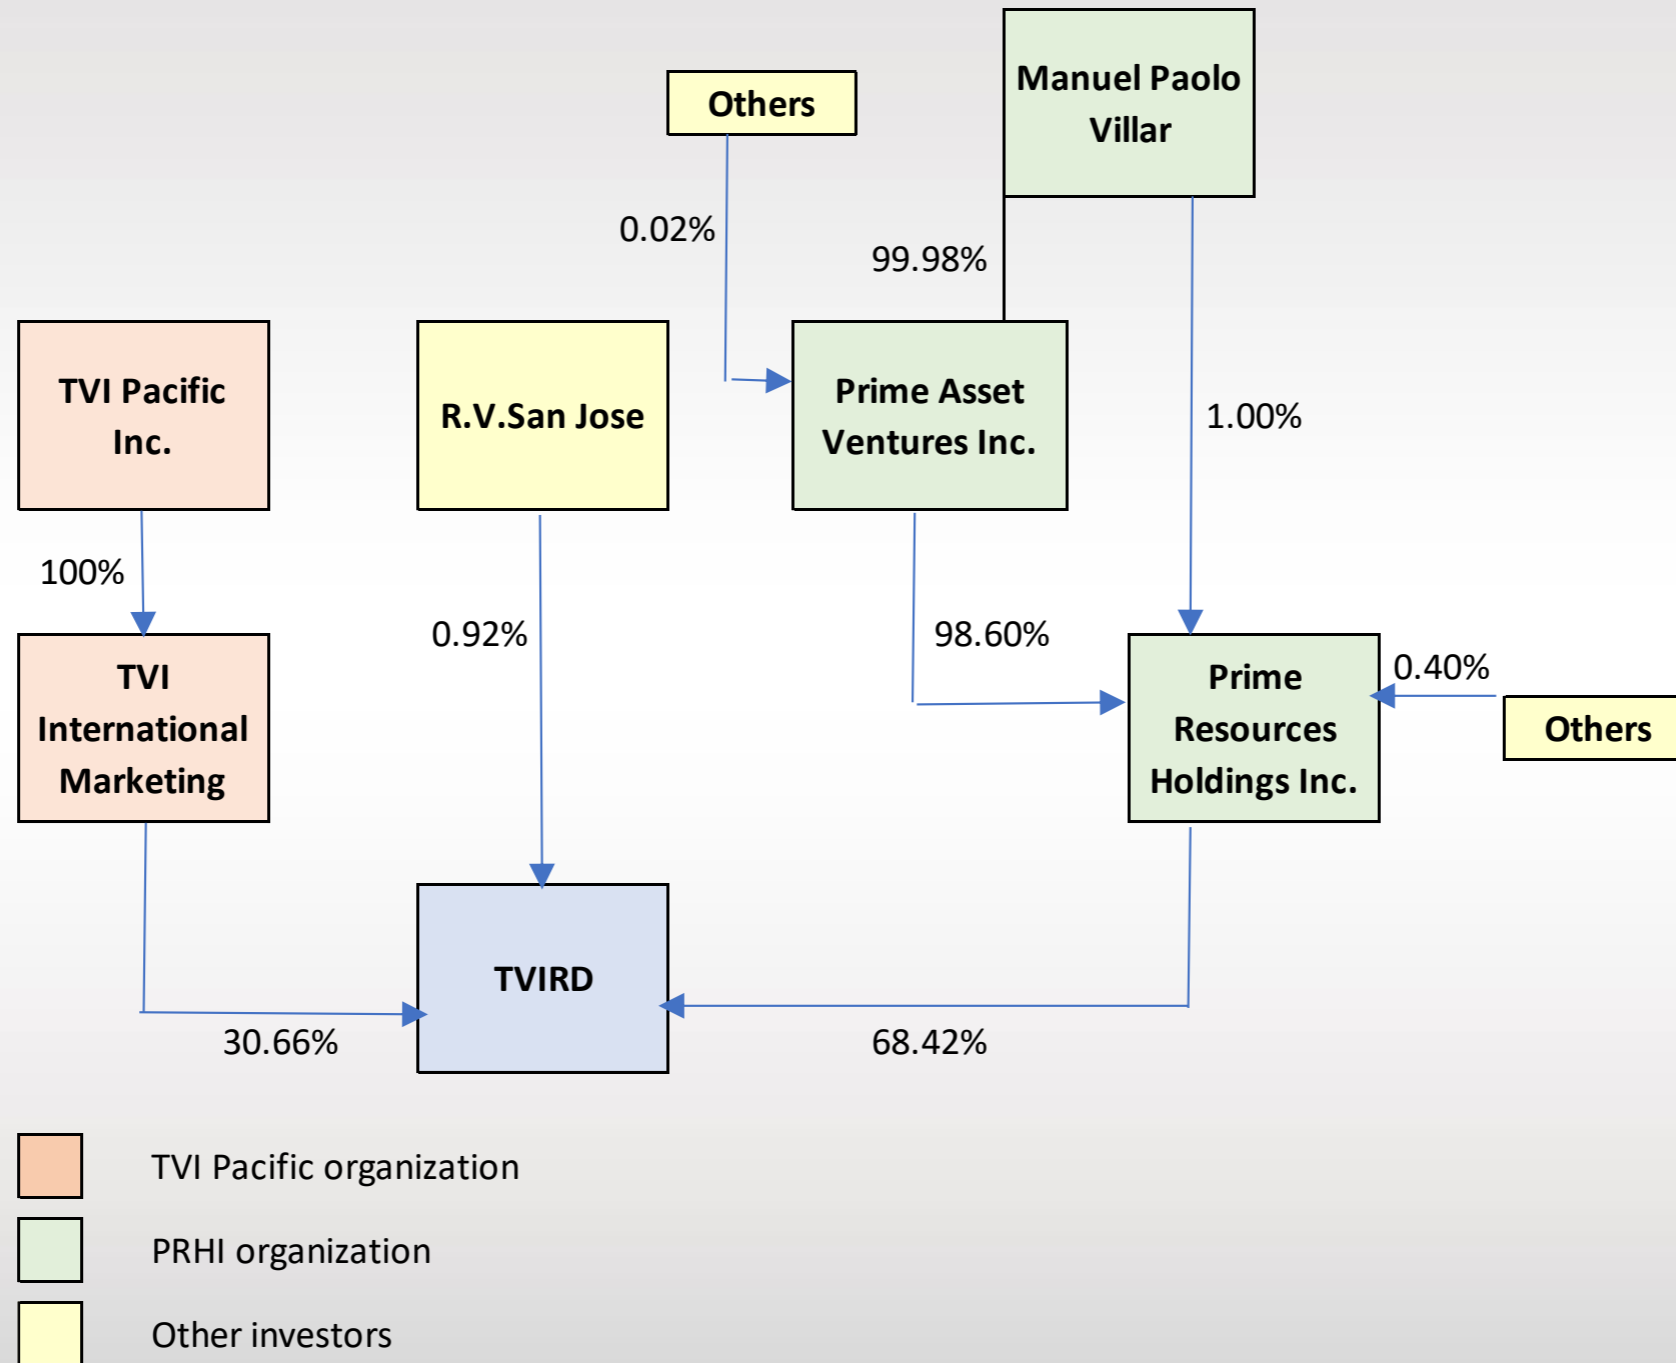 Manuel Paolo
Villar
Others
0.02%
99.98%
TVI Pacific
Inc.
R.V.San Jose
Prime Asset
Ventures Inc.
1.00%
100%
0.92%
98.60%
TVI
International
Marketing
Prime
Resources
Holdings Inc.
0.40%
Others
TVIRD
30.66%
68.42%
TVI Pacific organization
PRHI organization
Other investors